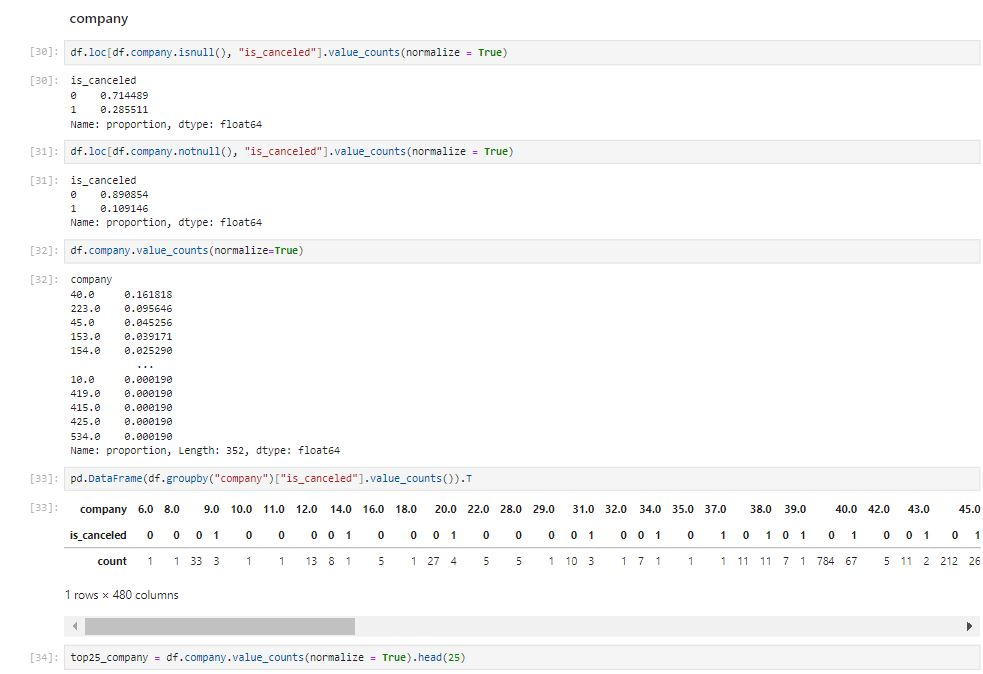 company
[30]: df.loc[df.company.isnull(), "is_canceled"].value_counts(normalize = True)
[30]: is_canceled
0 0.714489
1 0.285511
Name: proportion, dtype: float64
[31]: df.loc[df.company.notnull(), "is_canceled"].value_counts(normalize = True)
[31]: is_canceled
0 0.890854
1 0.109146
Name: proportion, dtype: float64
[32]: df.company.value_counts(normalize=True)
[32]: company
40.0 0.161818
223.0 0.095646
45.0 0.045256
153.0 0.039171
154.0 0.025290
...
10.0 0.000190
419.0 0.000190
415.0 0.000190
425.0 0.000190
534.0 0.000190
Name: proportion, Length: 352, dtype: float64
[33]: pd.DataFrame(df.groupby("company")["is_canceled"].value_counts()).T
[33]: company 6.0 8.0 9.0 10.0 11.0 12.0 14.0 16.0 18.0 20.0 22.0 28.0 29.0 31.0 32.0 34.0 35.0 37.0 38.0 39.0 40.0 42.0 43.0 45.0
is_canceled 0 0 0 1 0 0 0 0 1 0 0 0 1 0 0 0 0 1 0 0 1 0 0 1 0 1 0 1 0 1 0 0 1 0 1
count 1 1 33 3 1 1 13 8 1 5 1 27 4 5 5 1 10 3 1 7 1 1 1 11 11 7 1 784 67 5 11 2 212 26
1 rows × 480 columns
[34]: top25_company = df.company.value_counts(normalize = True).head(25)